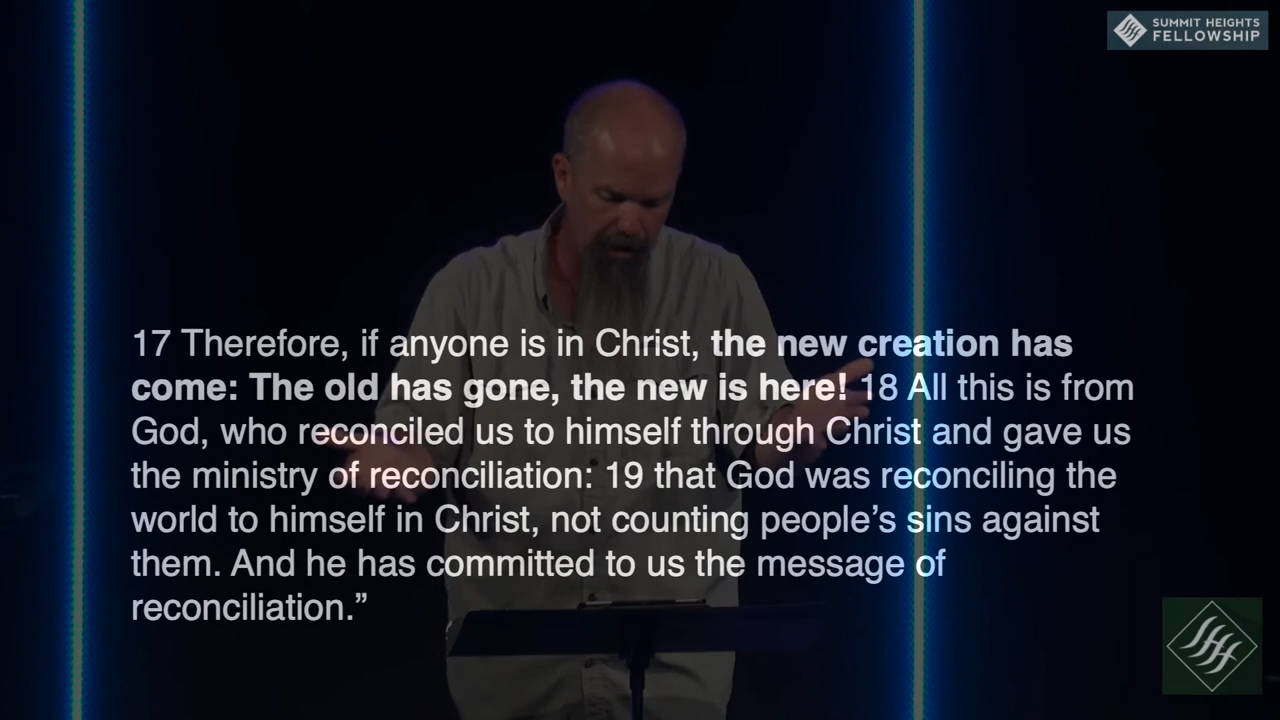 SUMMIT HEIGHTS
FELLOWSHIP
17 Therefore, if anyone is in Christ, the new creation has
come: The old has gone, the new is here! 18 All this is from
God, who reconciled us to himself through Christ and gave us
the ministry of reconciliation: 19 that God was reconciling the
world to himself in Christ, not counting people’s sins against
them. And he has committed to us the message of
reconciliation.”